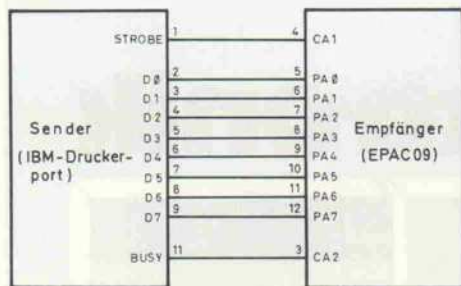 STROBE 1 4 CA1
DØ 2 5 PAØ
D1 3 6 PA1
D2 4 7 PA2
D3 5 8 PA3
D4 6 9 PA4
D5 7 10 PA5
D6 8 11 PA6
D7 9 12 PA7
BUSY 11 3 CA2
Sender
(IBM-Drucker-
port)
Empfänger
(EPAC09)